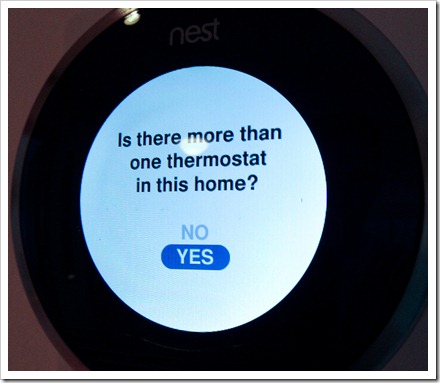 nest
Is there more than
one thermostat
in this home?
NO
YES